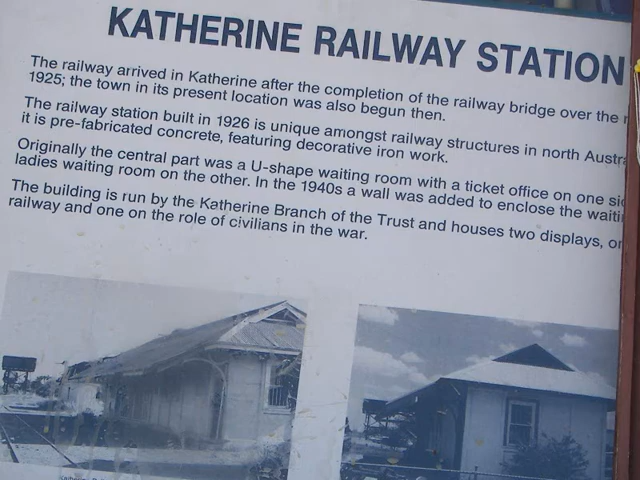 KATHERINE RAILWAY STATION
The railway arrived in Katherine after the completion of the railway bridge over the
1925; the town in its present location was also begun then.
The railway station built in 1926 is unique amongst railway structures in north
it is pre-fabricated concrete, featuring decorative iron work.
Originally the central part was a U-shape waiting room with a ticket office on one
ladies waiting room on the other. In the 1940s a wall was added to enclose the
The building is run by the Katherine Branch of the Trust and houses two displays,
railway and one on the role of civilians in the war.